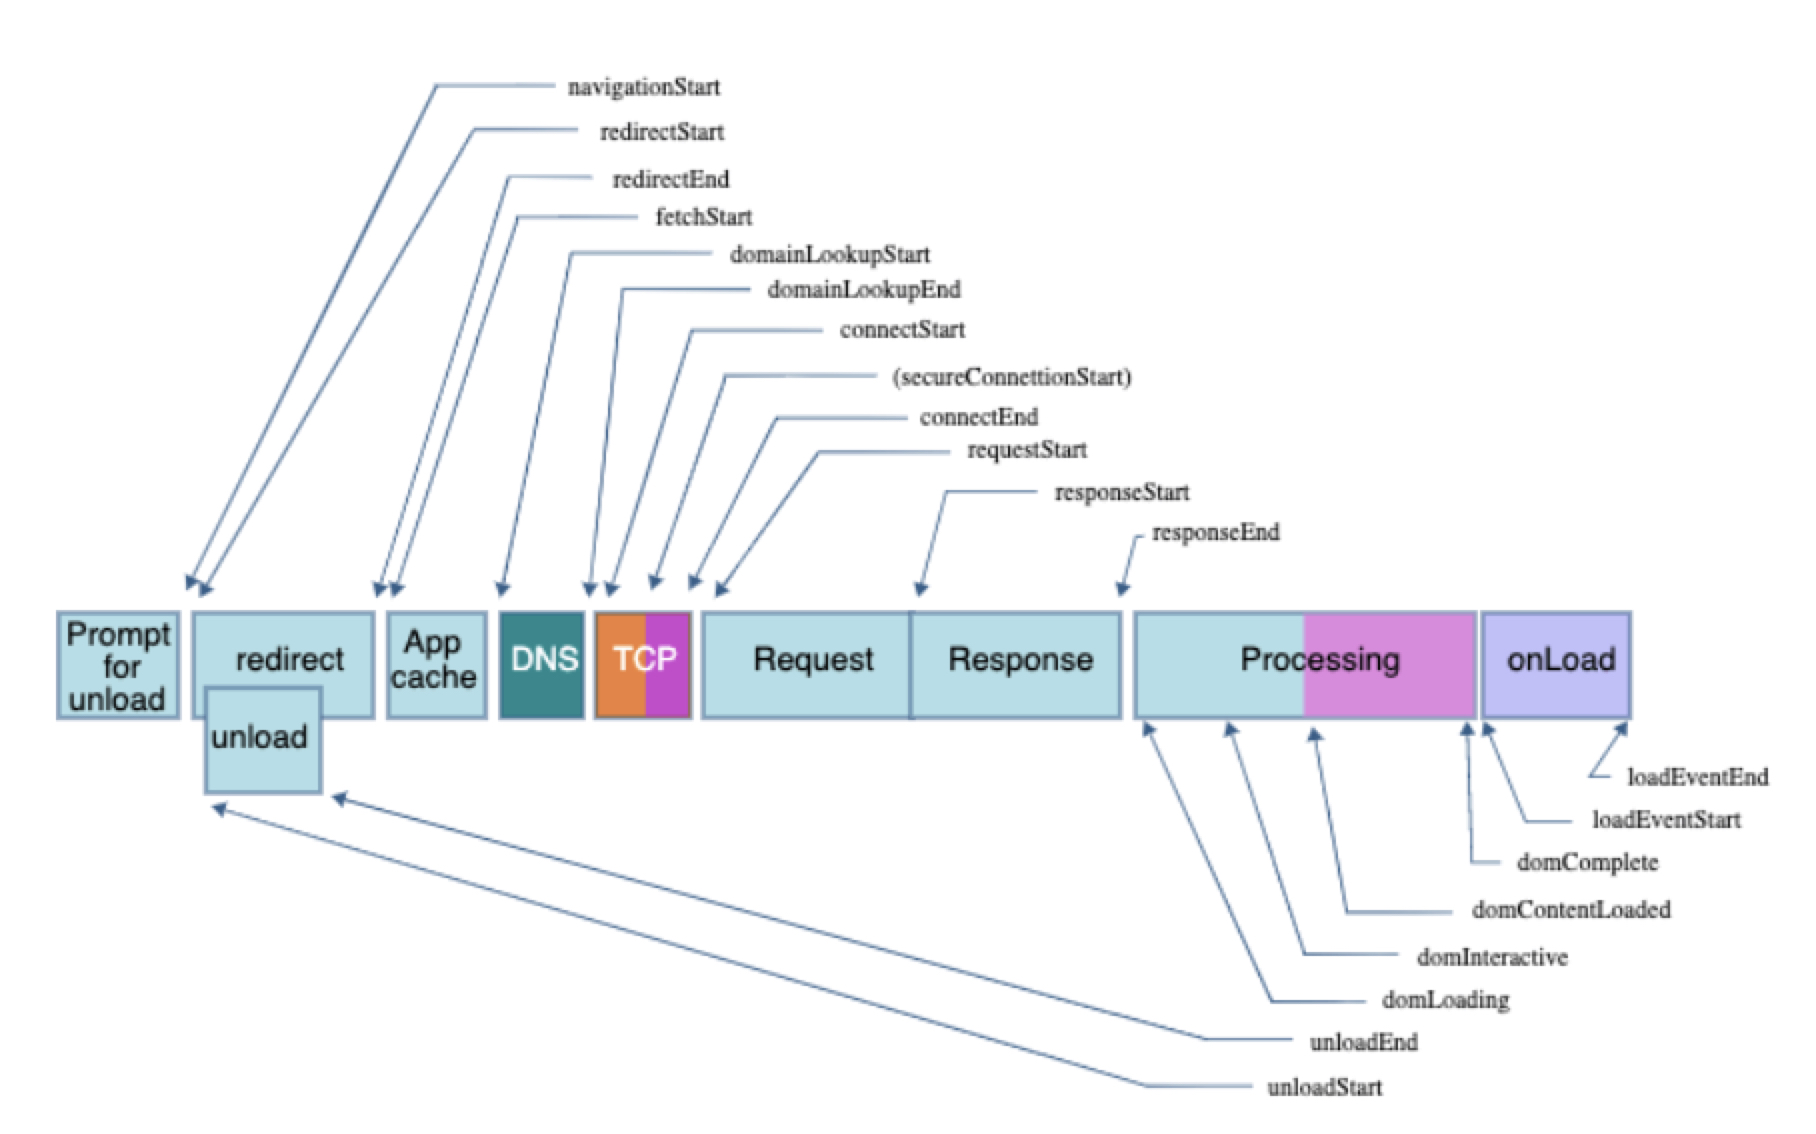 navigationStart
redirectStart
redirectEnd
fetchStart
domainLookupStart
domainLookupEnd
connectStart
(secureConnettionStart)
connectEnd
requestStart
responseStart
responseEnd
Prompt
for
unload
redirect
unload
App
cache
DNS
TCP
Request
Response
Processing
onLoad
loadEventEnd
loadEventStart
domComplete
domContentLoaded
domInteractive
domLoading
unloadEnd
unloadStart